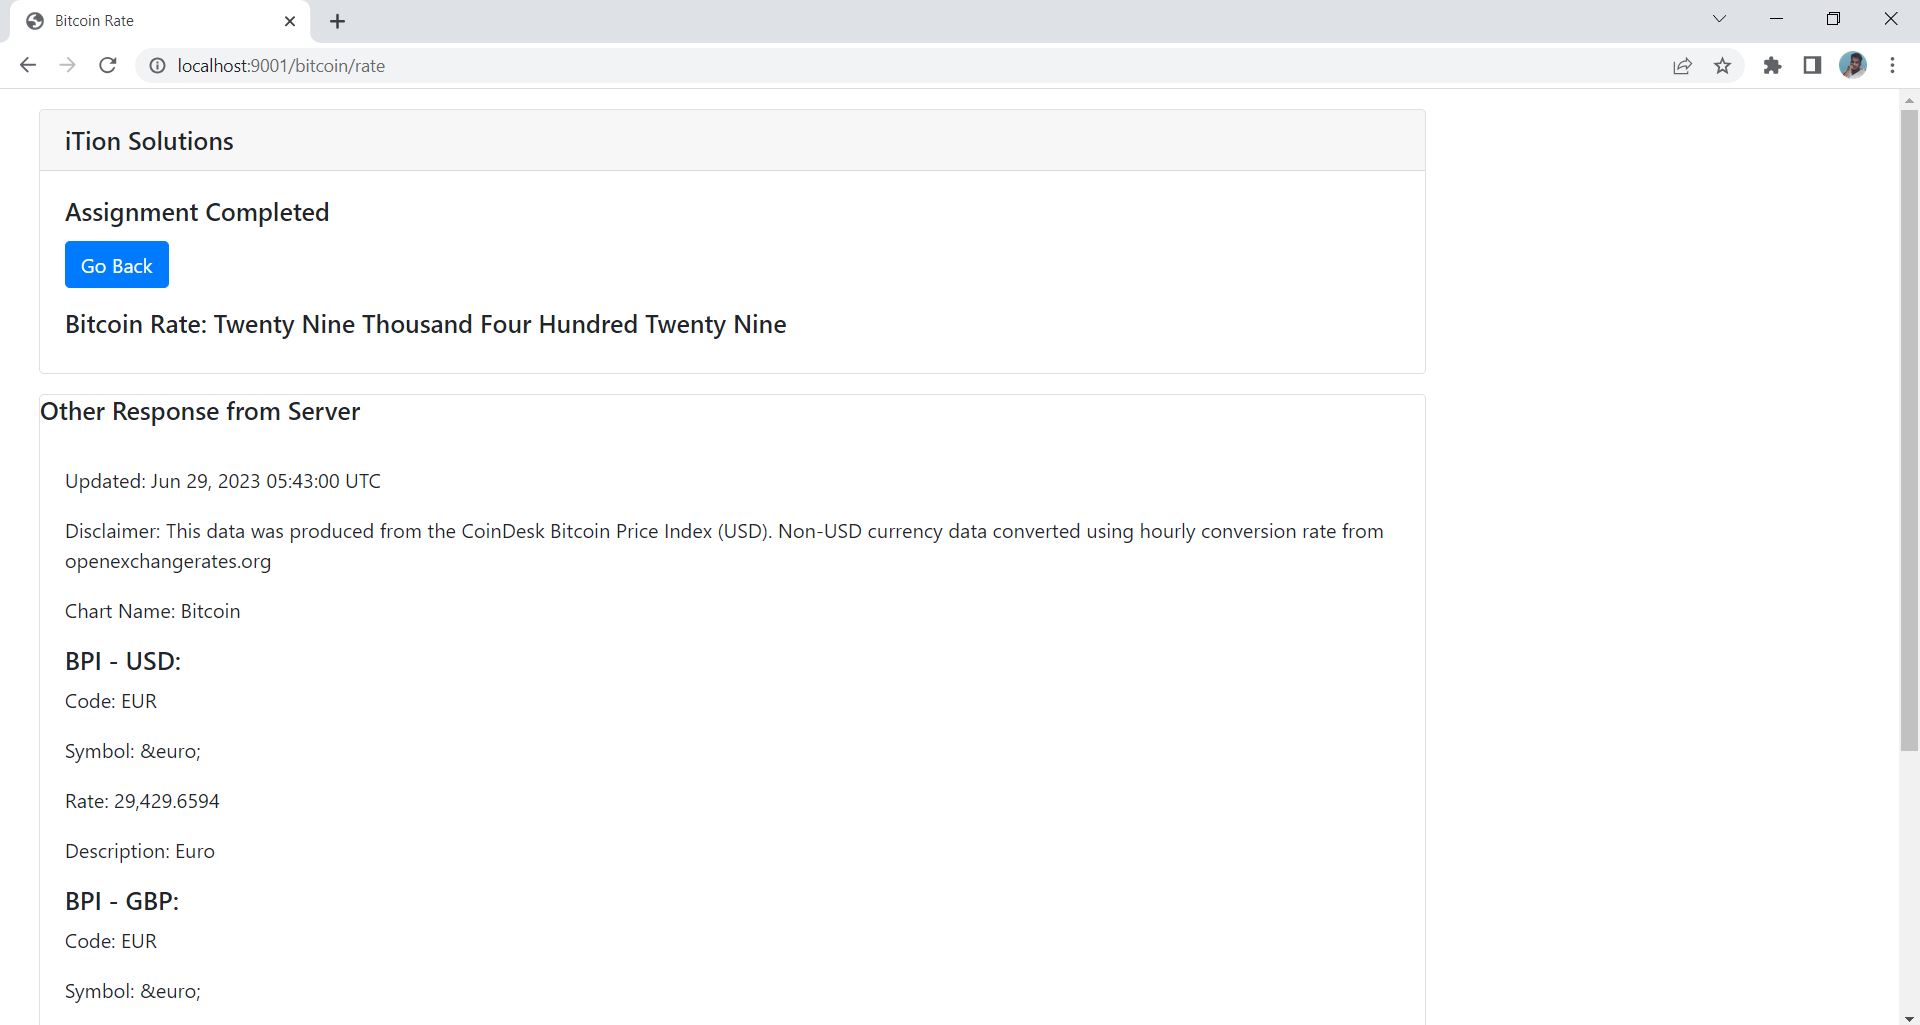 Bitcoin Rate
localhost:9001/bitcoin/rate
iTion Solutions
Assignment Completed
Go Back
Bitcoin Rate: Twenty Nine Thousand Four Hundred Twenty Nine
Other Response from Server
Updated: Jun 29, 2023 05:43:00 UTC
Disclaimer: This data was produced from the CoinDesk Bitcoin Price Index (USD). Non-USD currency data converted using hourly conversion rate from
openexchangerates.org
Chart Name: Bitcoin
BPI - USD:
Code: EUR
Symbol: &euro;
Rate: 29,429.6594
Description: Euro
BPI - GBP:
Code: EUR
Symbol: &euro;